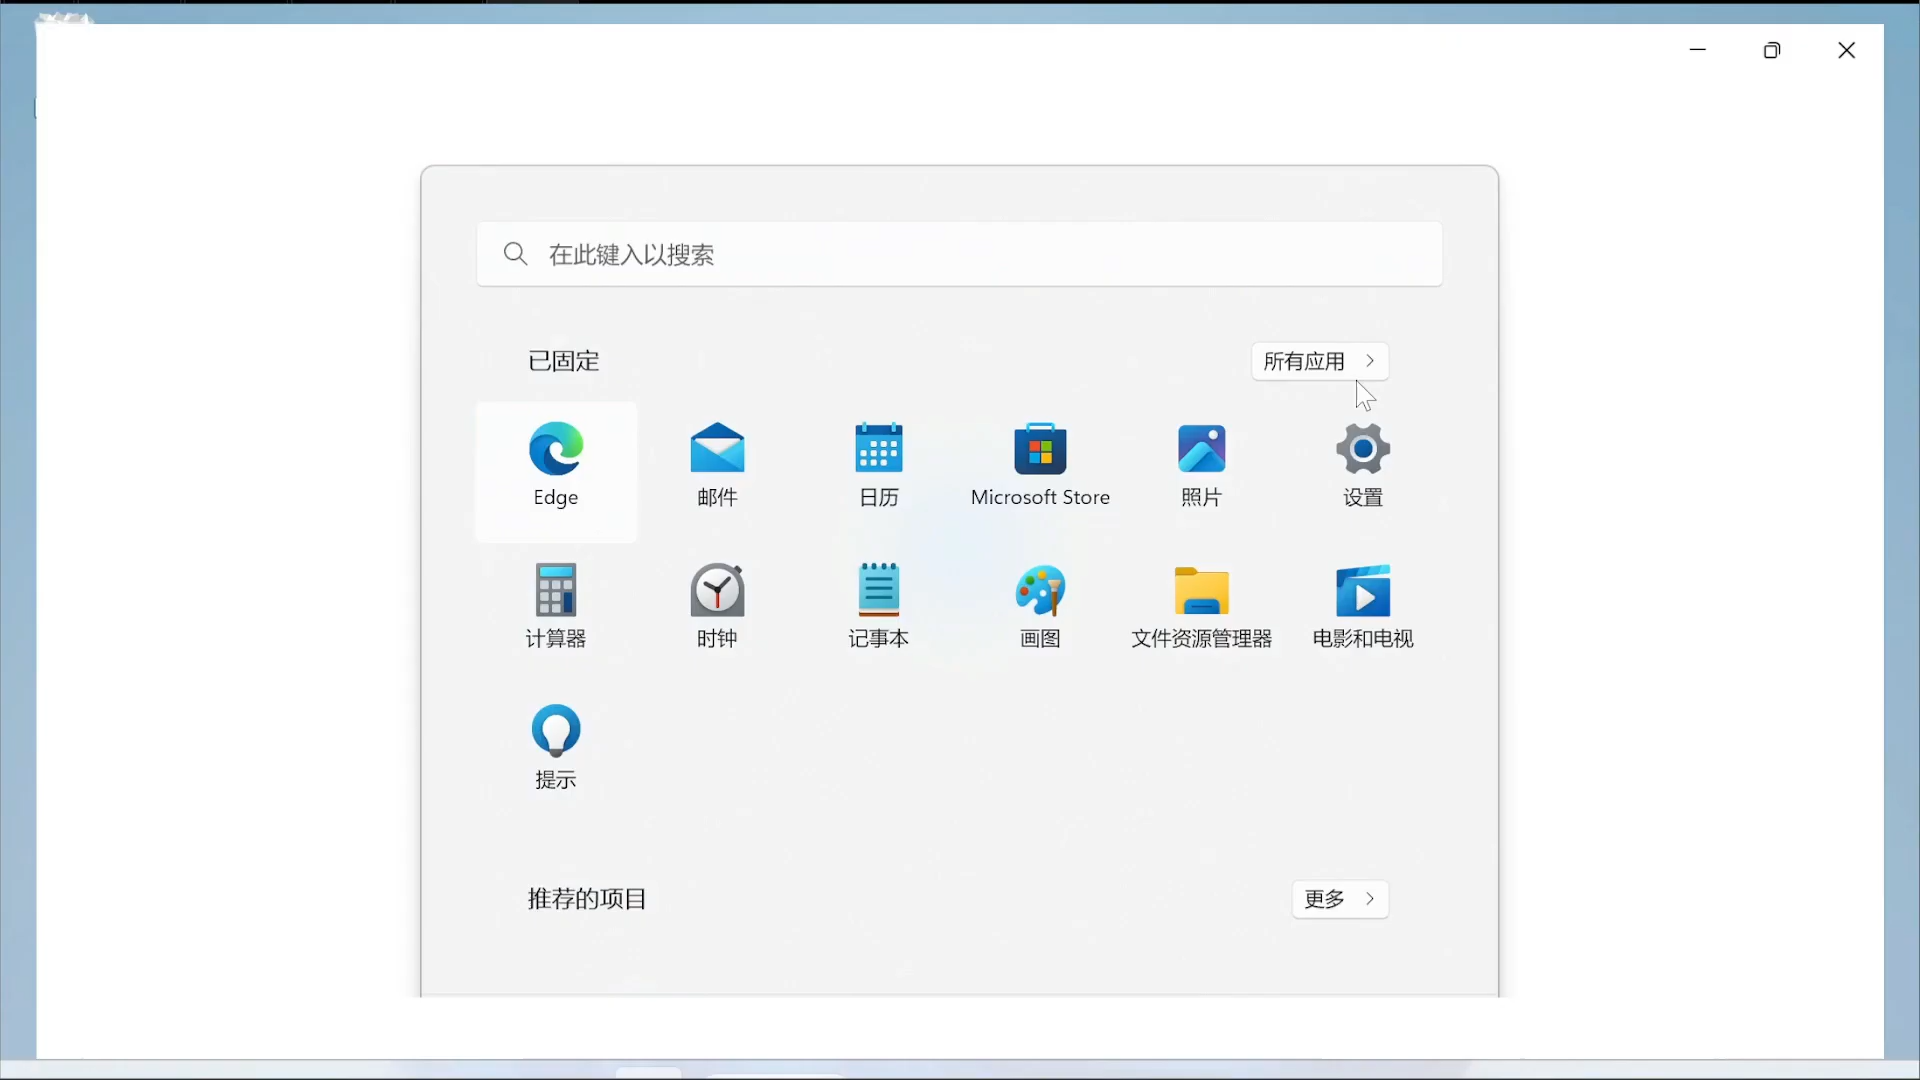 在此键入以搜索
已固定
所有应用
Edge
邮件
日历
Microsoft Store
照片
设置
计算器
时钟
记事本
画图
文件资源管理器
电影和电视
提示
推荐的项目
更多